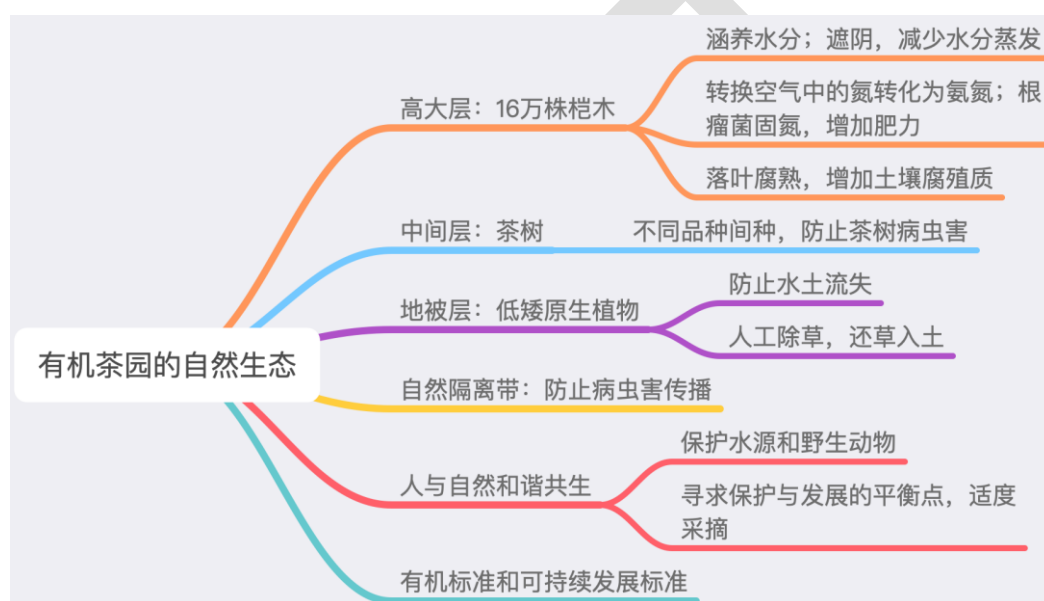 涵养水分；遮阴，减少水分蒸发
高大层：16万株桤木
转换空气中的氮转化为氨氮；根
瘤菌固氮，增加肥力
落叶腐熟，增加土壤腐殖质
中间层：茶树
不同品种间种，防止茶树病虫害
地被层：低矮原生植物
防止水土流失
人工除草，还草入土
有机茶园的自然生态
自然隔离带：防止病虫害传播
人与自然和谐共生
保护水源和野生动物
寻求保护与发展的平衡点，适度
采摘
有机标准和可持续发展标准